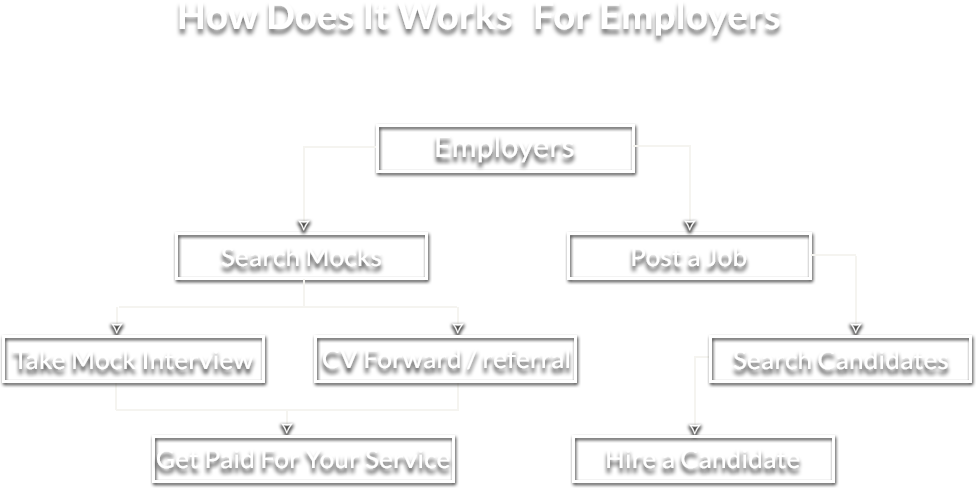 How Does It Works For Employers
Employers
Search Mocks
Post a Job
Take Mock Interview
CV Forward / referral
Search Candidates
Get Paid For Your Service
Hire a Candidate